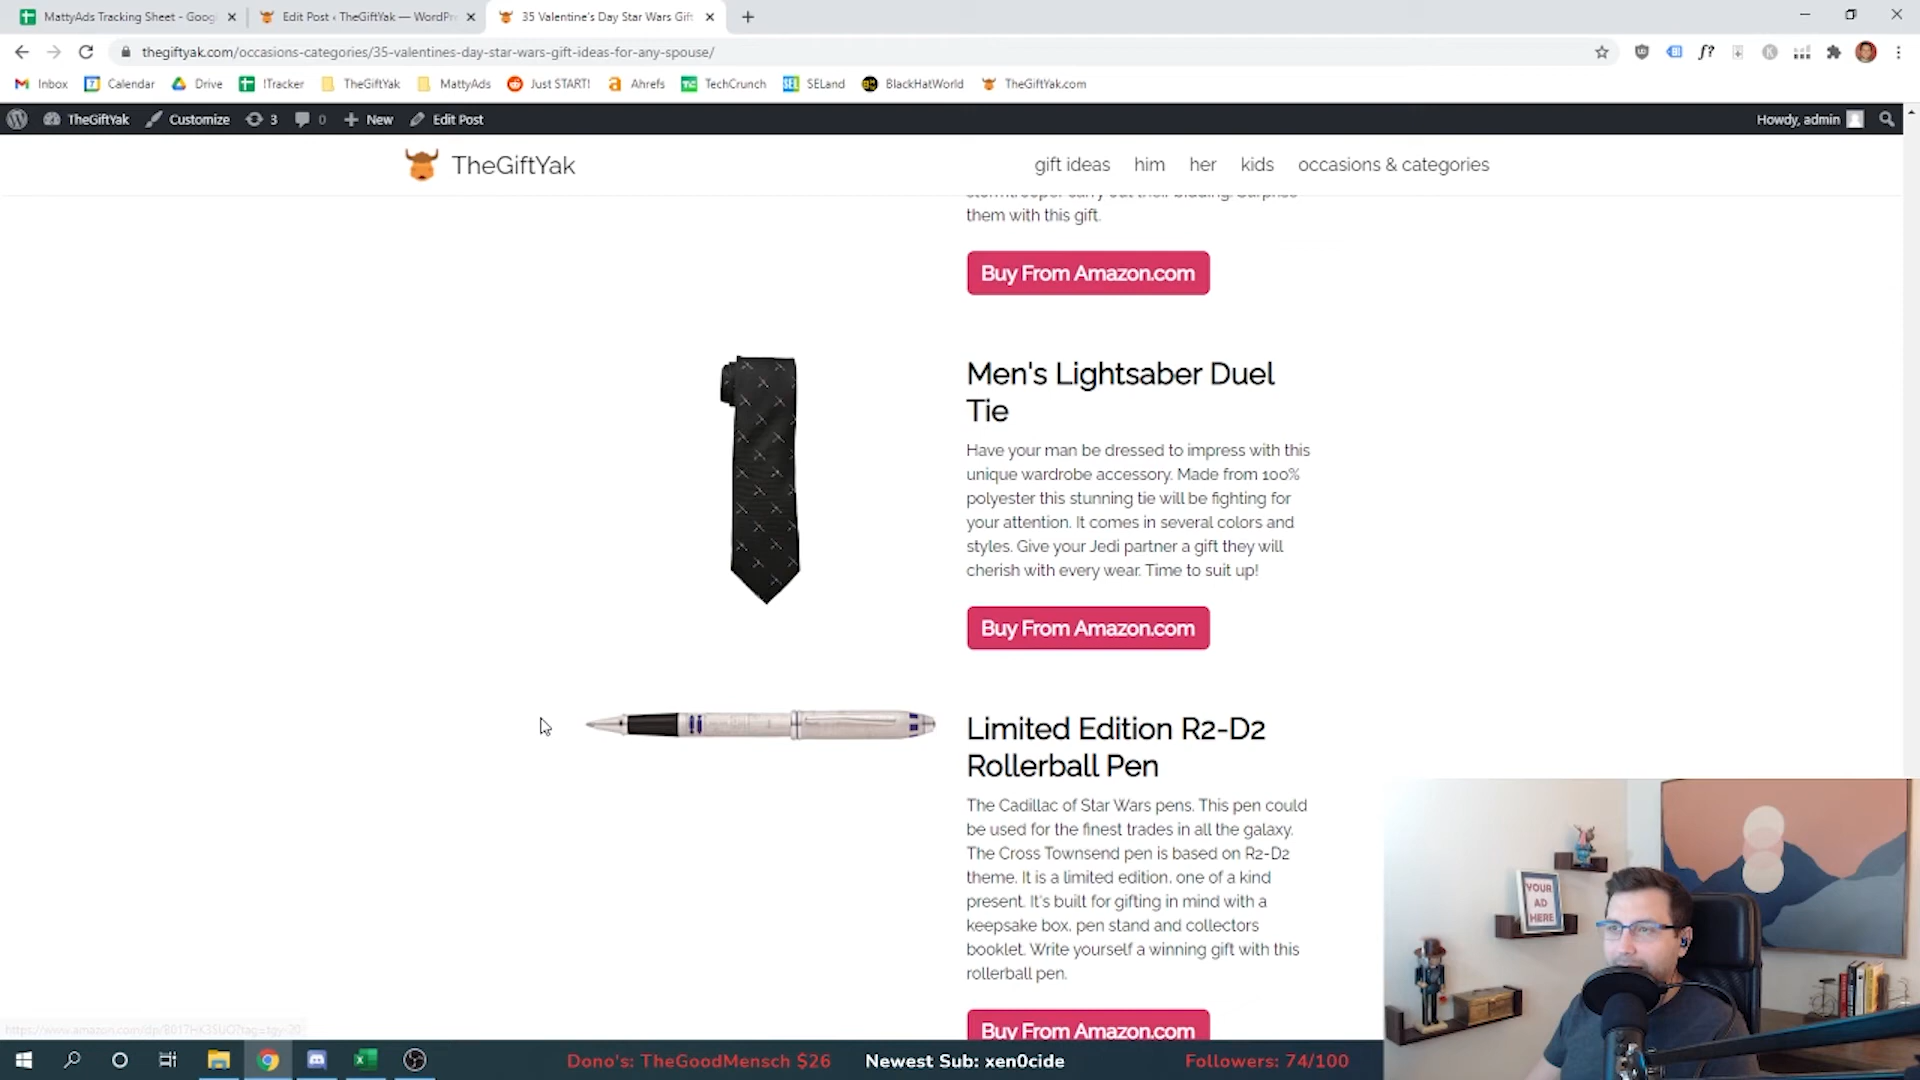 MattyAds Tracking Sheet - Goog
Edit Post ‹ TheGiftYak — WordPr
35 Valentine's Day Star Wars Gift
thegiftyak.com/occasions-categories/35-valentines-day-star-wars-gift-ideas-for-any-spouse/
Inbox
Calendar
Drive
!Tracker
TheGiftYak
MattyAds
Just START!
Ahrefs
TechCrunch
SELand
BlackHatWorld
TheGiftYak.com
TheGiftYak
Customize
3
0
New
Edit Post
Howdy, admin
TheGiftYak
gift ideas
him
her
kids
occasions & categories
stormtrooper carry out their bidding. Surprise
them with this gift.
Buy From Amazon.com
Men's Lightsaber Duel
Tie
Have your man be dressed to impress with this
unique wardrobe accessory. Made from 100%
polyester this stunning tie will be fighting for
your attention. It comes in several colors and
styles. Give your Jedi partner a gift they will
cherish with every wear. Time to suit up!
Buy From Amazon.com
Limited Edition R2-D2
Rollerball Pen
The Cadillac of Star Wars pens. This pen could
be used for the finest trades in all the galaxy.
The Cross Townsend pen is based on R2-D2
theme. It is a limited edition, one of a kind
present. It's built for gifting in mind with a
keepsake box, pen stand and collectors
booklet. Write yourself a winning gift with this
rollerball pen.
Buy From Amazon.com
YOUR
AD
HERE
Dono's: TheGoodMensch $26
Newest Sub: xen0cide
Followers: 74/100